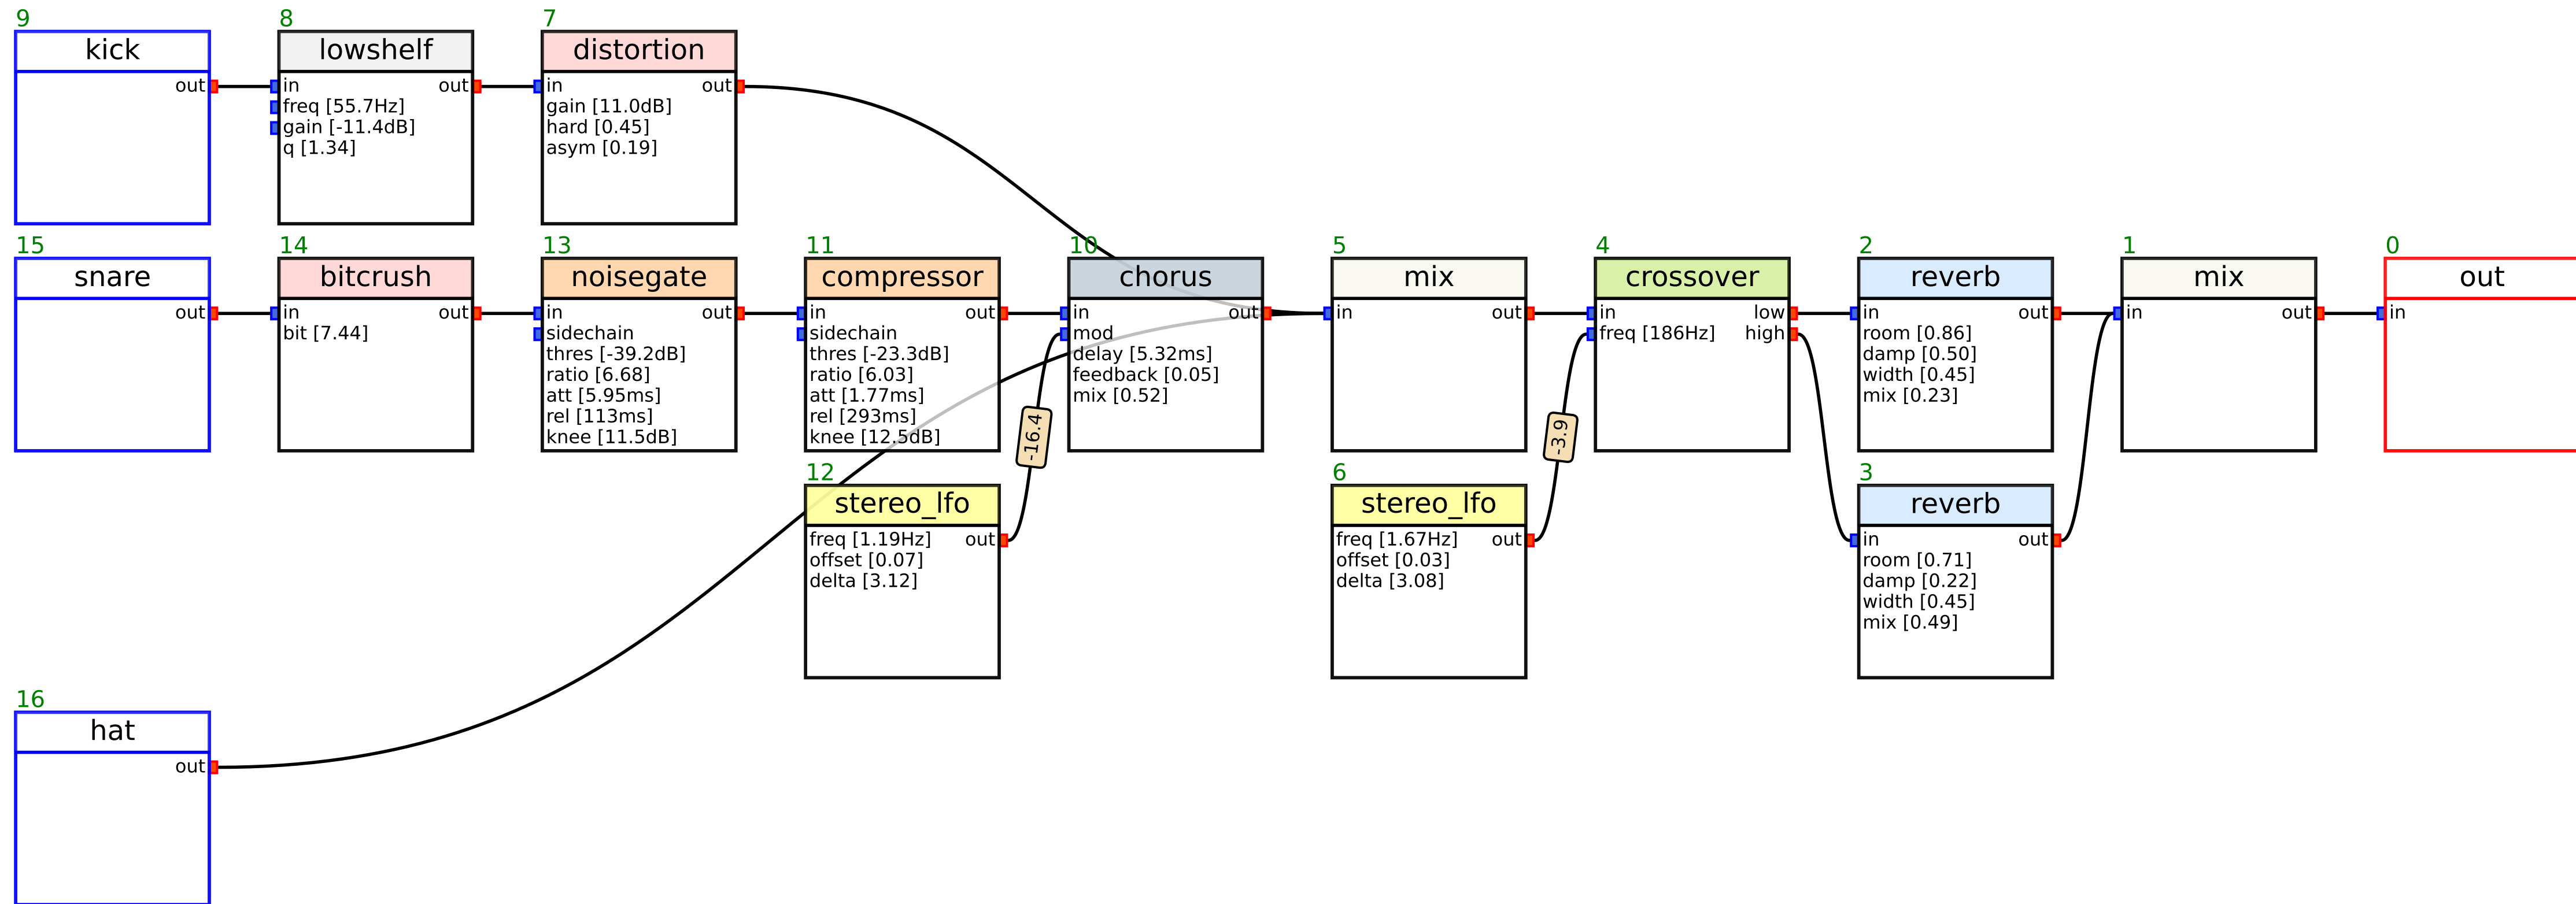 9
kick
out
8
lowshelf
in out
freq [55.7Hz]
gain [-11.4dB]
q [1.34]
7
distortion
in out
gain [11.0dB]
hard [0.45]
asym [0.19]
15
snare
out
14
bitcrush
in out
bit [7.44]
13
noisegate
in out
sidechain
thres [-39.2dB]
ratio [6.68]
att [5.95ms]
rel [113ms]
knee [11.5dB]
11
compressor
in out
sidechain
thres [-23.3dB]
ratio [6.03]
att [1.77ms]
rel [293ms]
knee [12.5dB]
10
chorus
in out
mod
delay [5.32ms]
feedback [0.05]
mix [0.52]
5
mix
in out
4
crossover
in low
freq [186Hz] high
2
reverb
in out
room [0.86]
damp [0.50]
width [0.45]
mix [0.23]
1
mix
in out
0
out
in
-16.4
-3.9
12
stereo_lfo
freq [1.19Hz] out
offset [0.07]
delta [3.12]
6
stereo_lfo
freq [1.67Hz] out
offset [0.03]
delta [3.08]
3
reverb
in out
room [0.71]
damp [0.22]
width [0.45]
mix [0.49]
16
hat
out